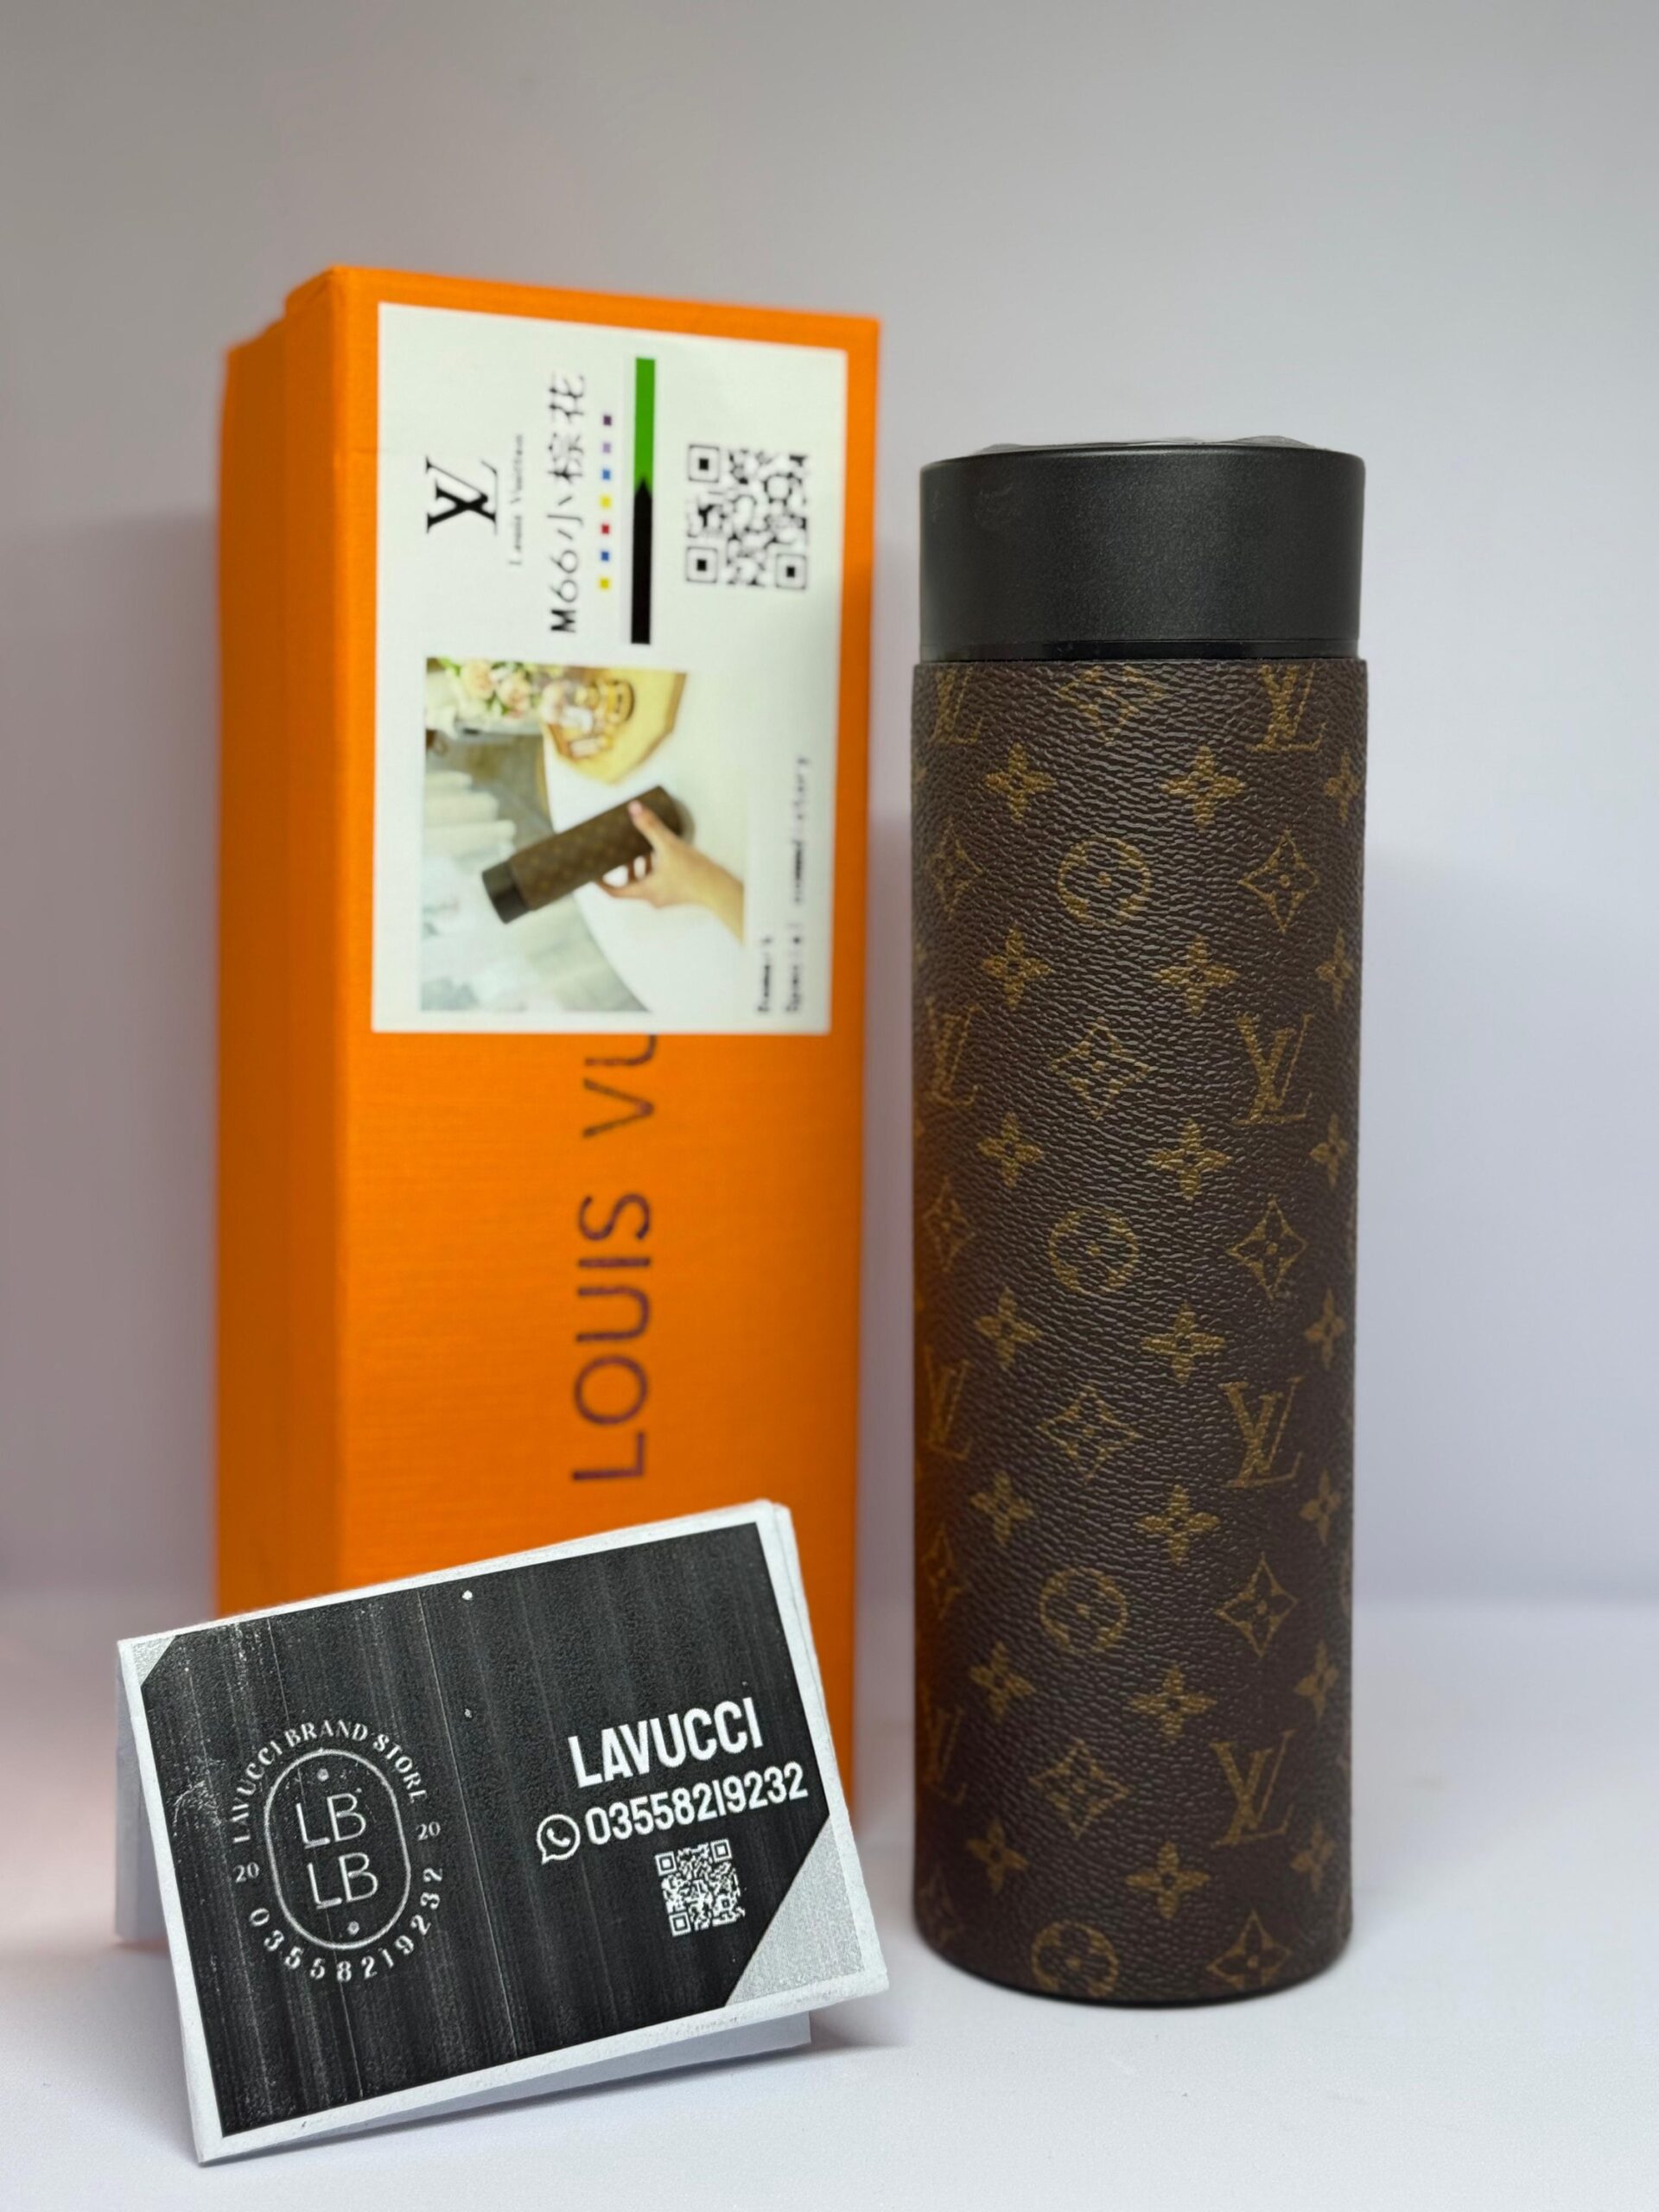 LV
Louis Vuitton
M66小棕花
Special
LOUIS VU
LAVUCCI BRAND STORE
20 20
LB
LB
03558219232
LAVUCCI
03558219232